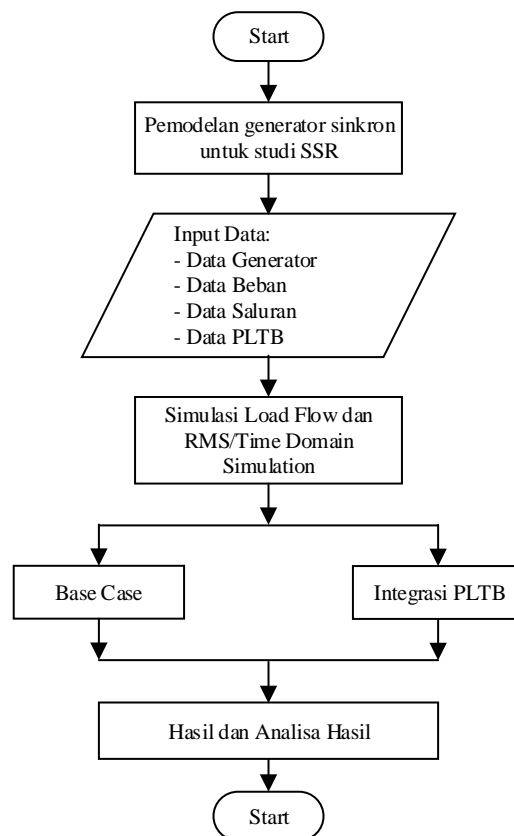 Start
Pemodelan generator sinkron
untuk studi SSR
Input Data:
- Data Generator
- Data Beban
- Data Saluran
- Data PLTB
Simulasi Load Flow dan
RMS/Time Domain
Simulation
Base Case
Integrasi PLTB
Hasil dan Analisa Hasil
Start